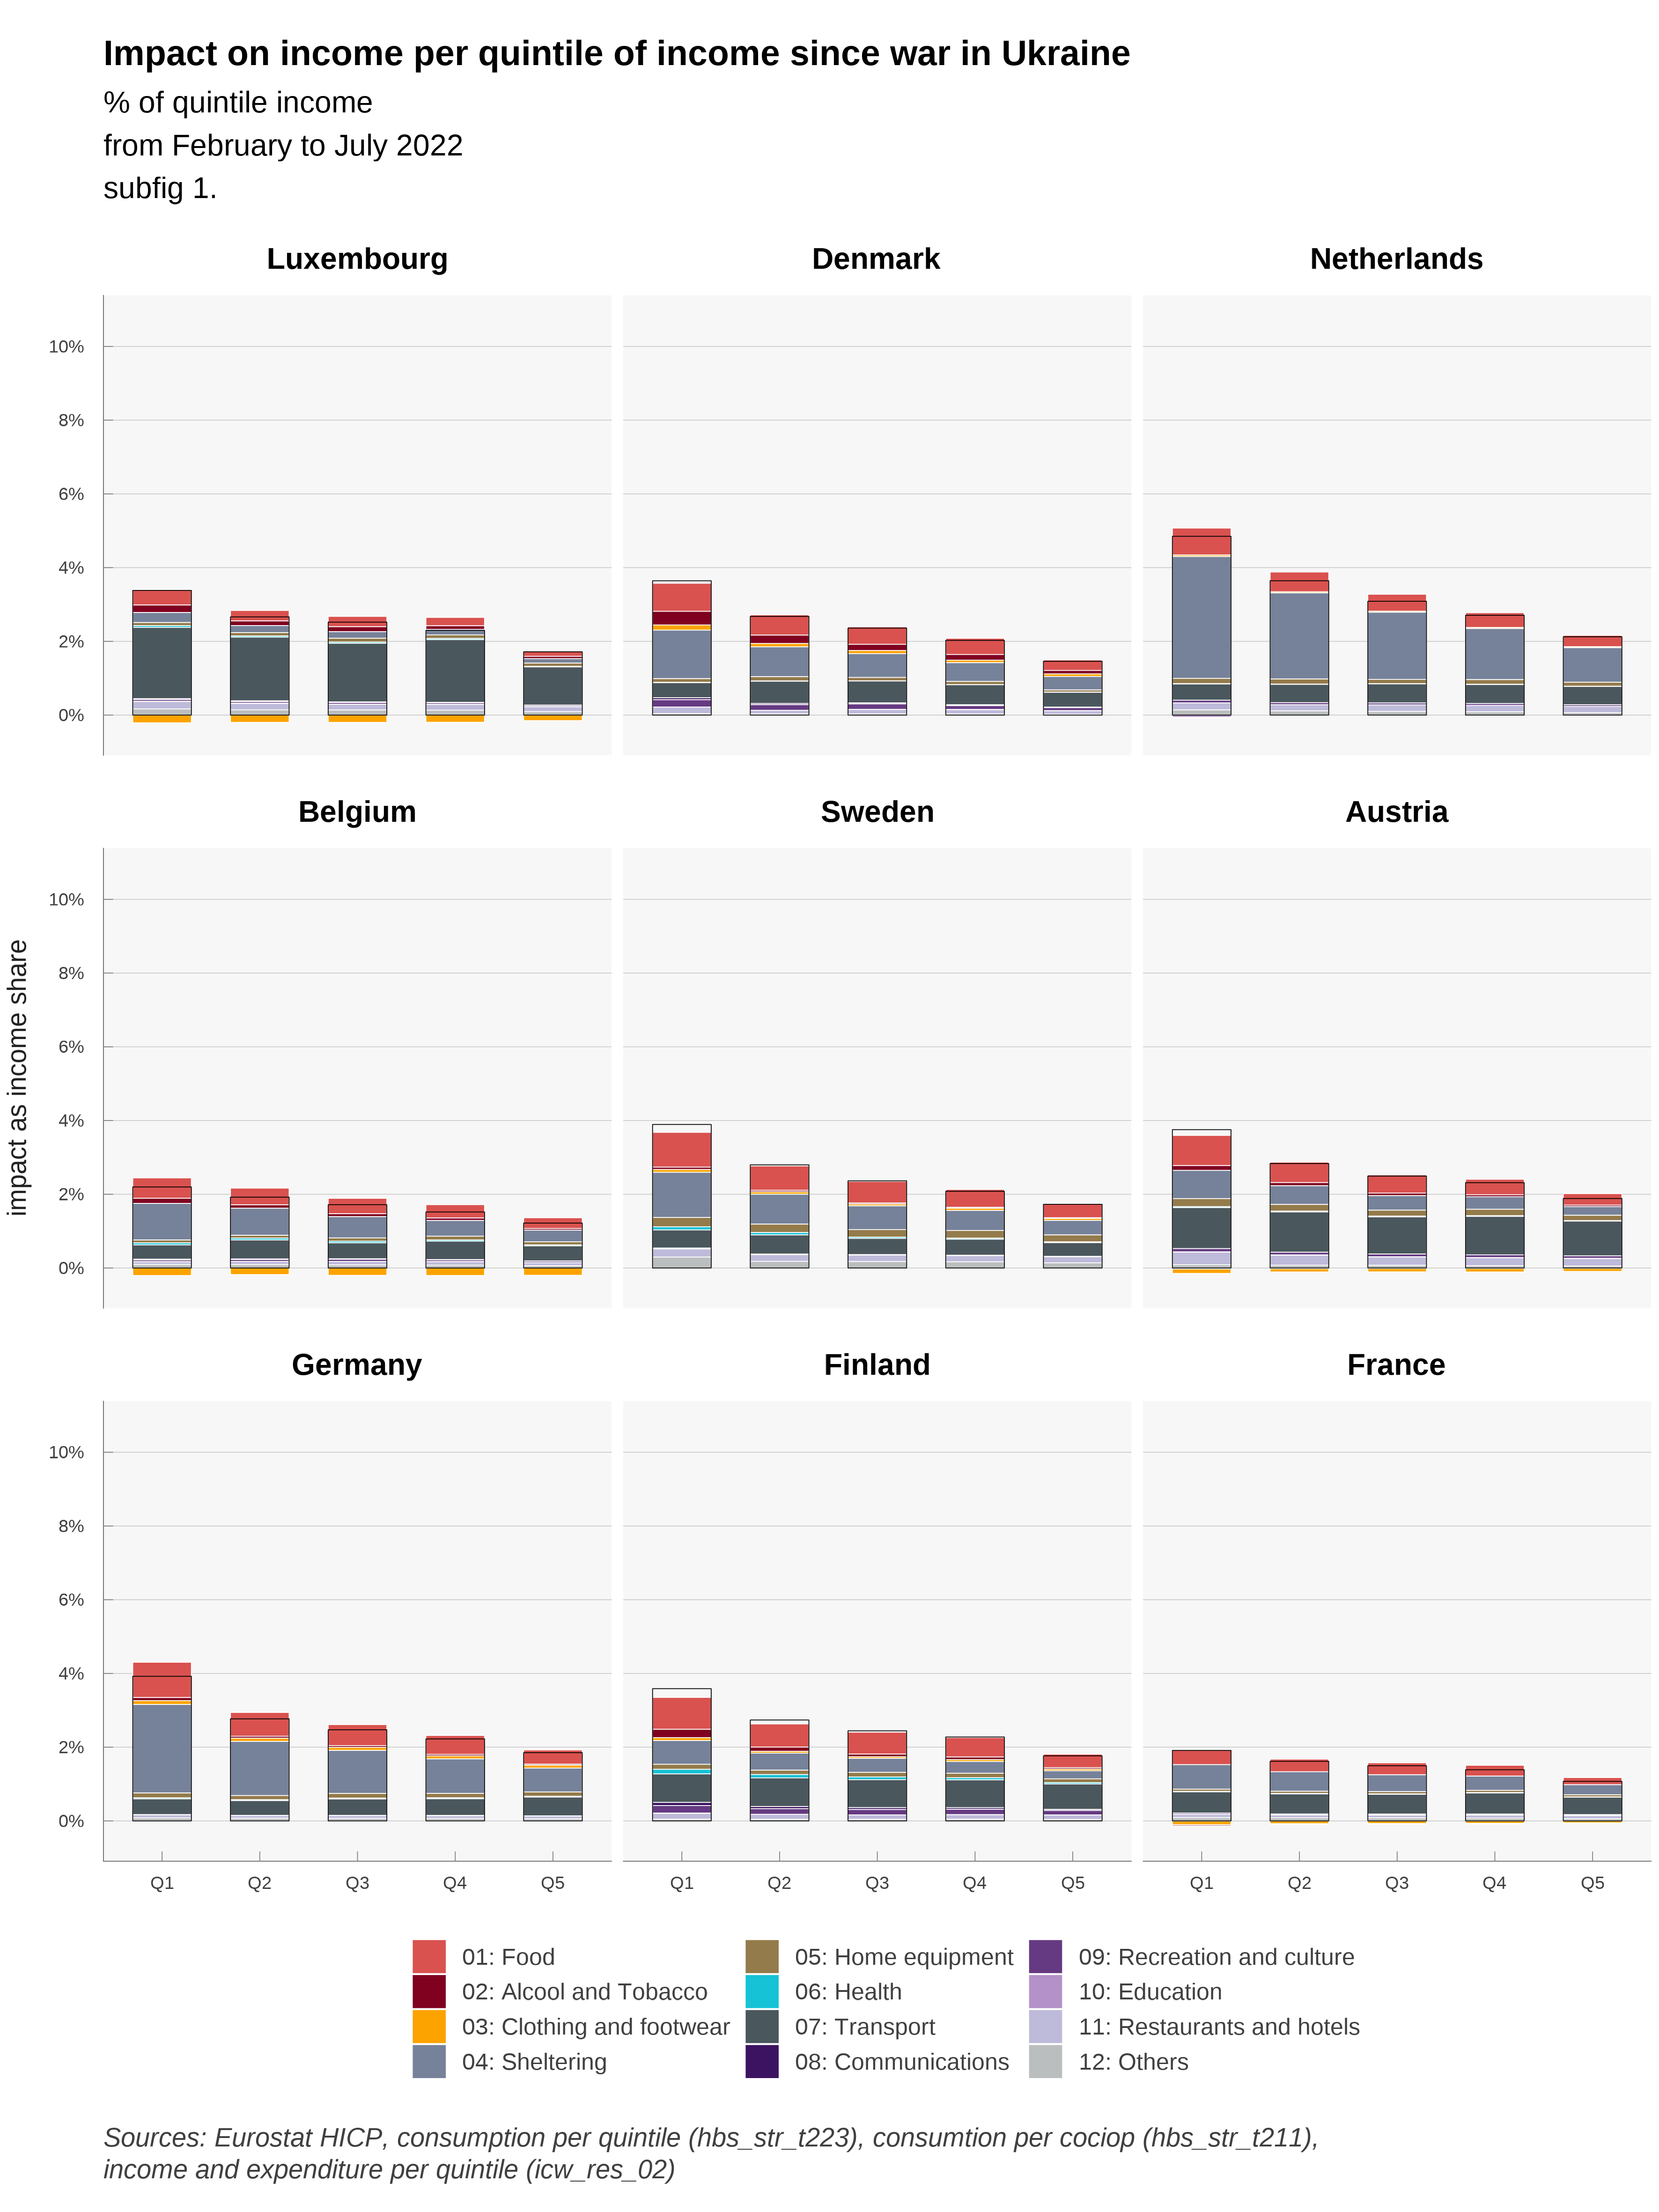 Impact on income per quintile of income since war in Ukraine
% of quintile income
from February to July 2022
subfig 1.
Luxembourg
Denmark
Netherlands
10%
8%
6%
4%
2%
0%
Belgium
Sweden
Austria
10%
8%
6%
4%
2%
0%
impact as income share
Germany
Finland
France
10%
8%
6%
4%
2%
0%
Q1 Q2 Q3 Q4 Q5 Q1 Q2 Q3 Q4 Q5 Q1 Q2 Q3 Q4 Q5
01: Food
02: Alcool and Tobacco
03: Clothing and footwear
04: Sheltering
05: Home equipment
06: Health
07: Transport
08: Communications
09: Recreation and culture
10: Education
11: Restaurants and hotels
12: Others
Sources: Eurostat HICP, consumption per quintile (hbs_str_t223), consumtion per cociop (hbs_str_t211),
income and expenditure per quintile (icw_res_02)